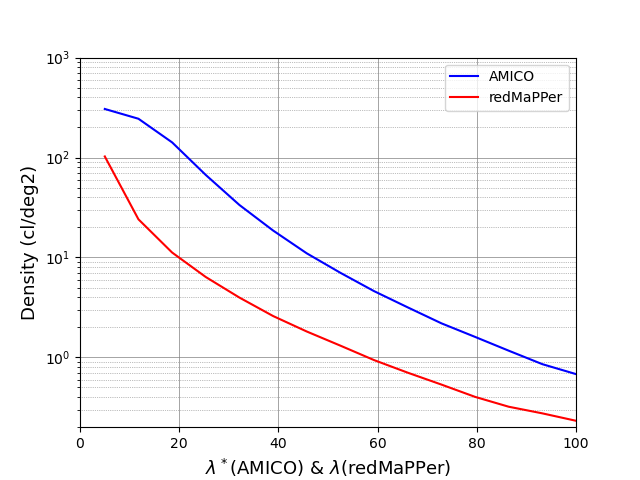 10³
10²
10¹
10⁰
Density (cl/deg2)
AMICO
redMaPPer
0 20 40 60 80 100
λ*(AMICO) & λ(redMaPPer)